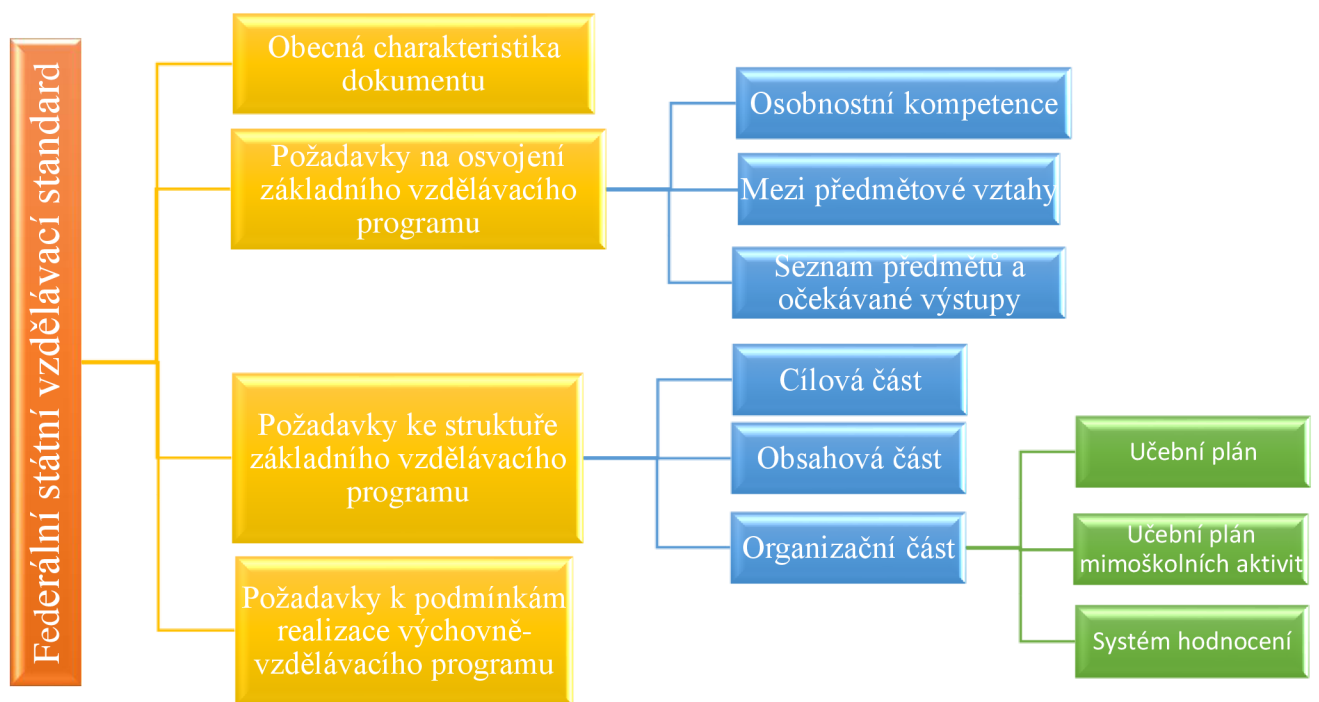 Federální státní vzdělávací standard
Obecná charakteristika
dokumentu
Požadavky na osvojení
základního vzdělávacího
programu
Osobnostní kompetence
Mezi předmětové vztahy
Seznam předmětů a
očekávané výstupy
Požadavky ke struktuře
základního vzdělávacího
programu
Cílová část
Obsahová část
Organizační část
Učební plán
Učební plán
mimoškolních aktivit
Systém hodnocení
Požadavky k podmínkám
realizace výchovně-
vzdělávacího programu